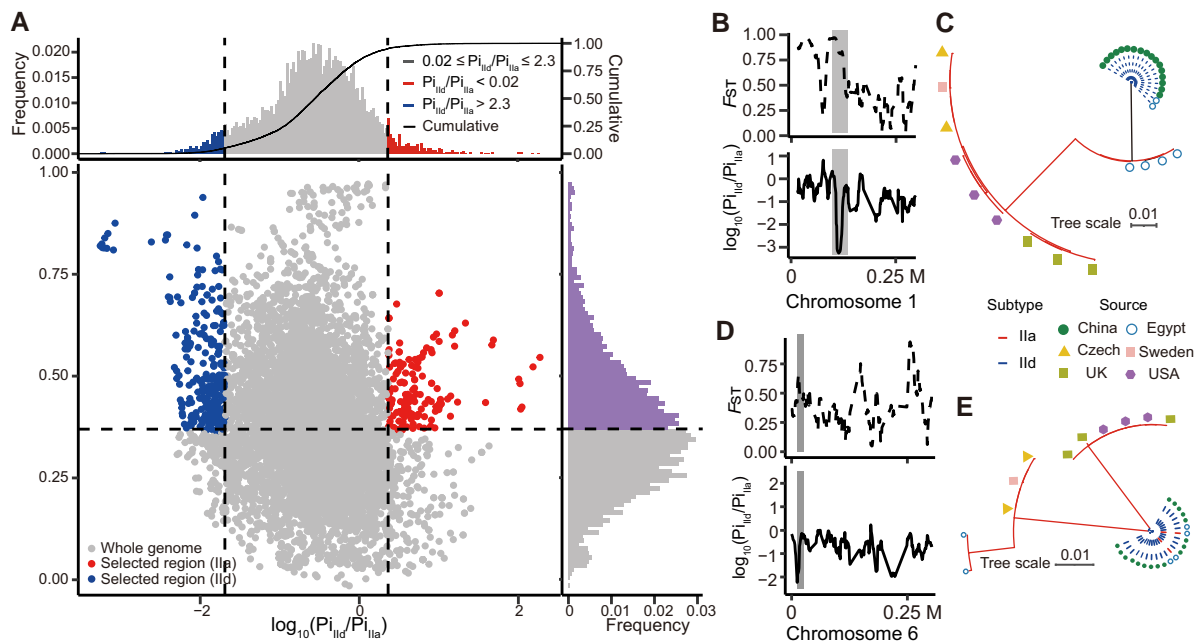 A
Frequency
0.020
0.015
0.010
0.005
0.000
1.00
0.75
0.50
0.25
0.00
Cumulative
0.02 ≤ Pi_IId/Pi_IIa ≤ 2.3
Pi_IId/Pi_IIa < 0.02
Pi_IId/Pi_IIa > 2.3
Cumulative
1.00
0.75
0.50
0.25
0.00
Whole genome
Selected region (IIa)
Selected region (IId)
−2
0
2
log10(Pi_IId/Pi_IIa)
0
0.01
0.02
0.03
Frequency
B
FST
1.00
0.75
0.50
0.25
0.00
log10(Pi_IId/Pi_IIa)
1
0
−1
−2
−3
0
0.25 M
Chromosome 1
C
Tree scale
0.01
Subtype
Source
IIa
IId
China
Egypt
Czech
Sweden
UK
USA
D
FST
0.75
0.50
0.25
0.00
log10(Pi_IId/Pi_IIa)
2
1
0
−1
−2
0
0.25 M
Chromosome 6
E
Tree scale
0.01